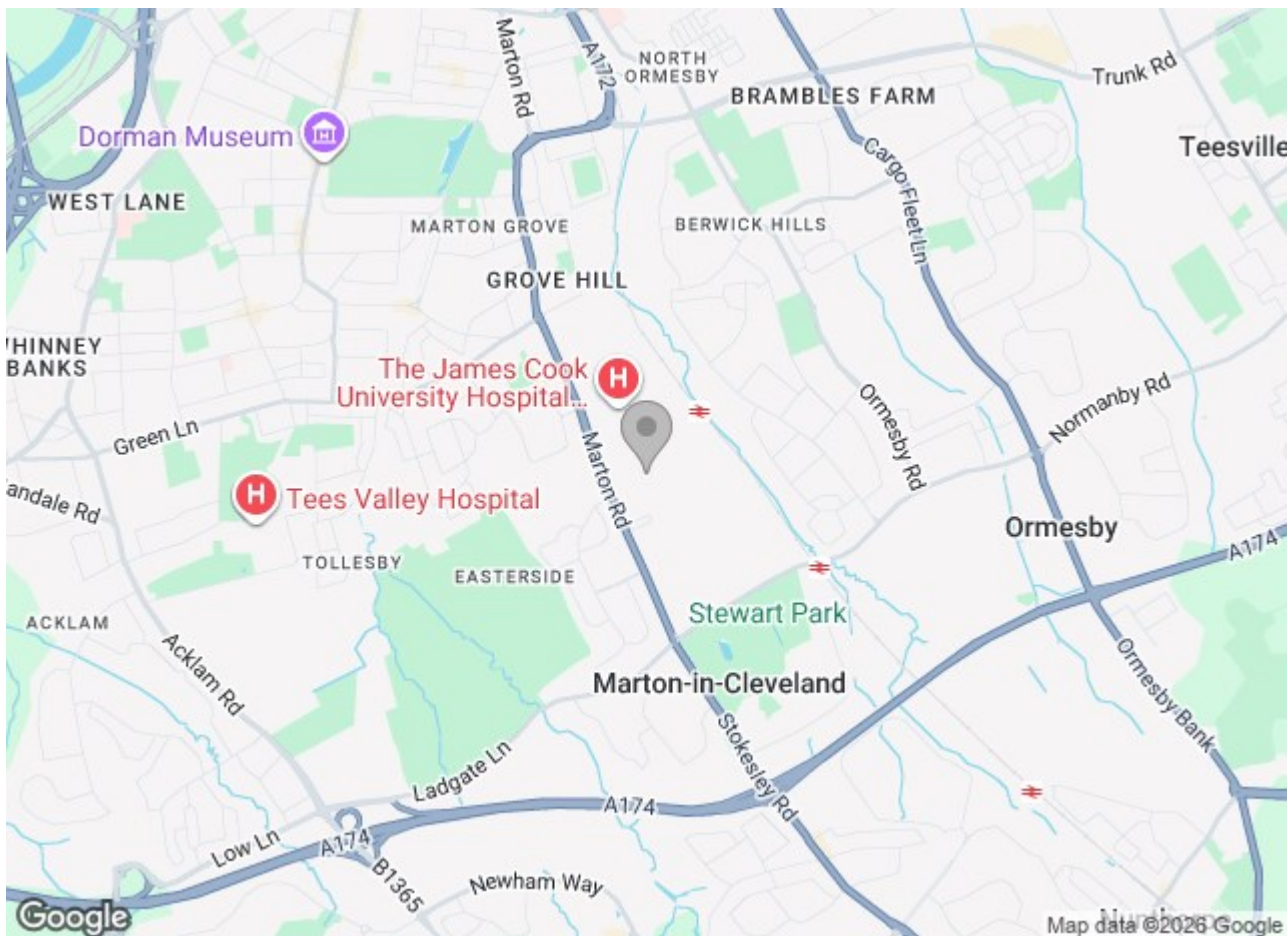 Marton Rd
A172
NORTH
ORMESBY
Trunk Rd
BRAMBLES FARM
Dorman Museum
Cargo Fleet Ln
Teesville
WEST LANE
MARTON GROVE
BERWICK HILLS
GROVE HILL
HINNEY
BANKS
The James Cook
University Hospital...
H
Ormesby Rd
Normanby Rd
Green Ln
Marton Rd
andale Rd
H
Tees Valley Hospital
Ormesby
A174
TOLLESBY
EASTERSIDE
Stewart Park
ACKLAM
Acklam Rd
Marton-in-Cleveland
Ormesby Bank
Stokesley Rd
Ladgate Ln
A174
Low Ln
A174
B1365
Newham Way
Google
Map data ©2026 Google